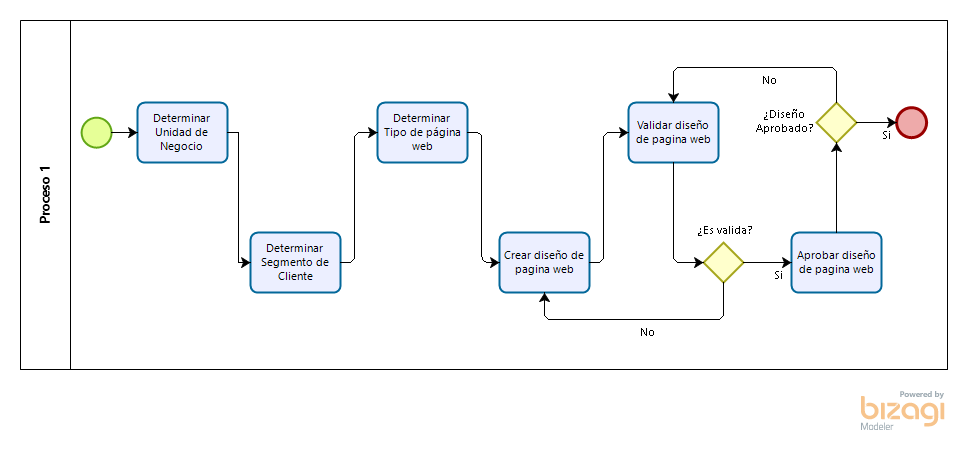 Proceso 1
Determinar
Unidad de
Negocio
Determinar
Segmento de
Cliente
Determinar
Tipo de página
web
Crear diseño de
pagina web
Validar diseño
de pagina web
¿Es valida?
No
Si
Aprobar diseño
de pagina web
¿Diseño
Aprobado?
No
Si
Powered by
bizagi
Modeler